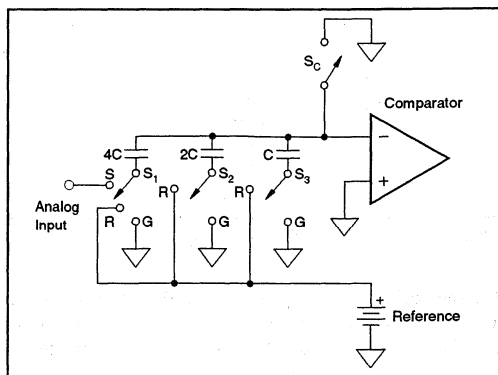 S_C
Comparator
−
+
4C
2C
C
S
S_1
S_2
S_3
Analog
Input
R
R
R
G
G
G
+
Reference